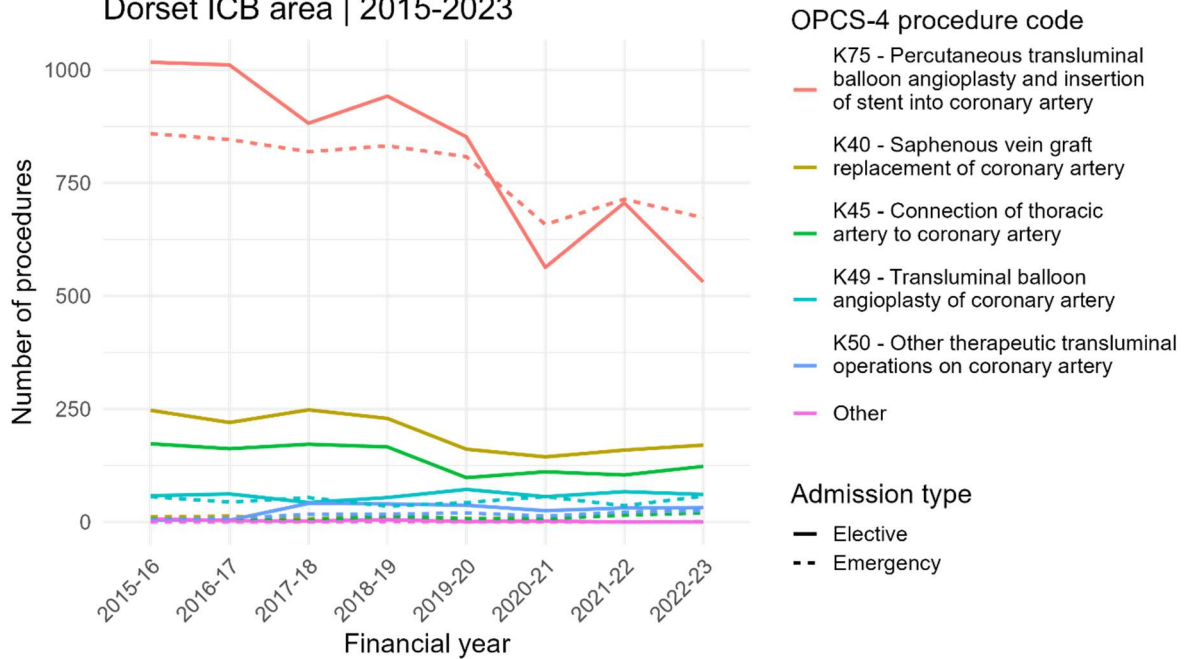 Dorset ICB area | 2015-2023
Number of procedures
1000
750
500
250
0
2015-16
2016-17
2017-18
2018-19
2019-20
2020-21
2021-22
2022-23
Financial year
OPCS-4 procedure code
K75 - Percutaneous transluminal
balloon angioplasty and insertion
of stent into coronary artery
K40 - Saphenous vein graft
replacement of coronary artery
K45 - Connection of thoracic
artery to coronary artery
K49 - Transluminal balloon
angioplasty of coronary artery
K50 - Other therapeutic transluminal
operations on coronary artery
Other
Admission type
Elective
Emergency